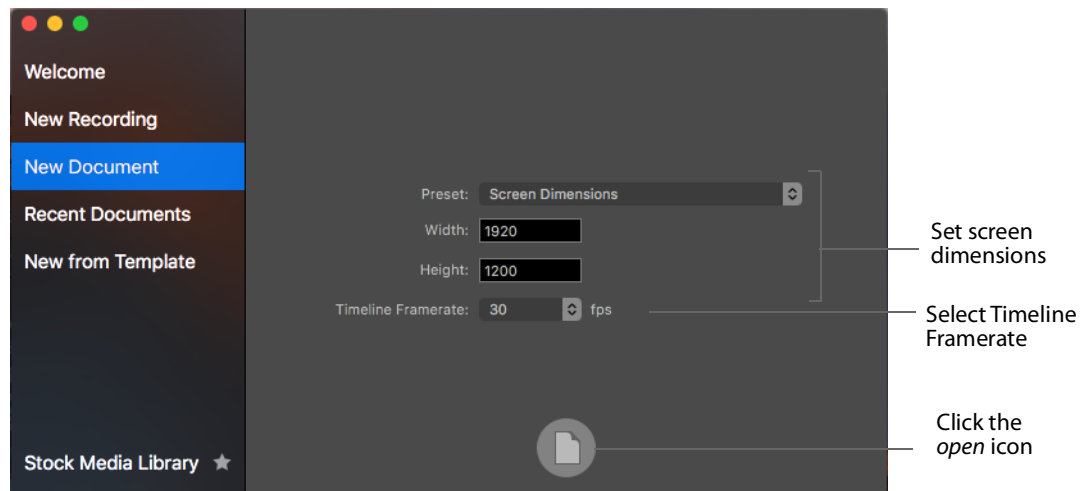 Welcome
New Recording
New Document
Recent Documents
New from Template
Stock Media Library
Preset: Screen Dimensions
Width: 1920
Height: 1200
Timeline Framerate: 30 fps
Set screen
dimensions
Select Timeline
Framerate
Click the
open icon